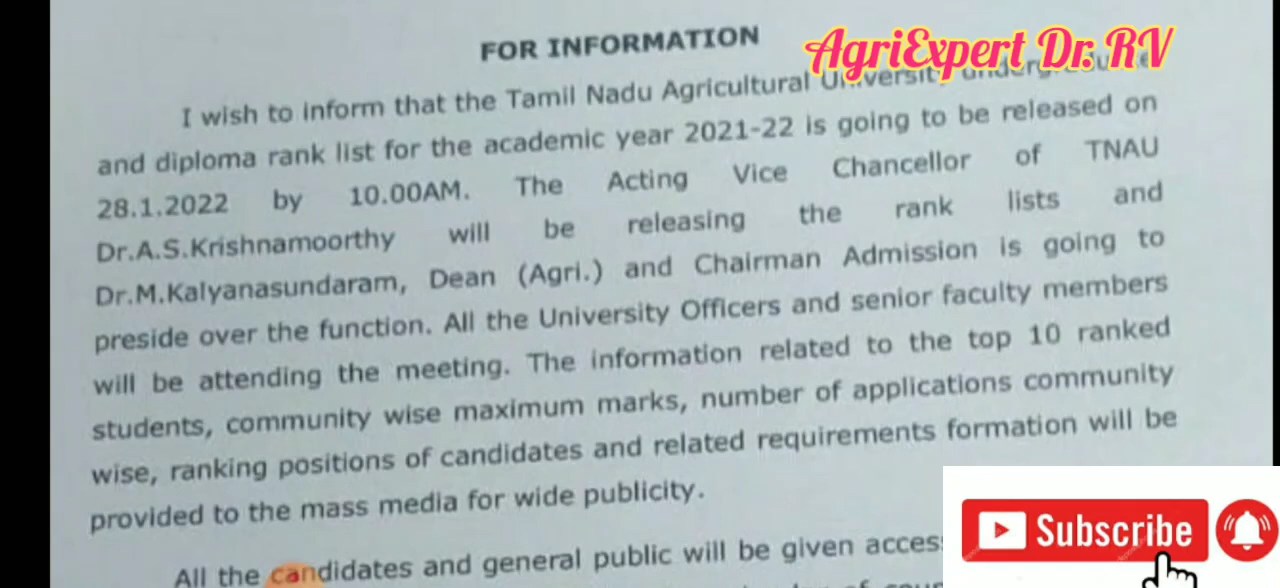 AgriExpert Dr. RV
FOR INFORMATION
I wish to inform that the Tamil Nadu Agricultural University
and diploma rank list for the academic year 2021-22 is going to be released on
28.1.2022 by 10.00AM. The Acting Vice Chancellor of TNAU
Dr.A.S.Krishnamoorthy will be releasing the rank lists and
Dr.M.Kalyanasundaram, Dean (Agri.) and Chairman Admission is going to
preside over the function. All the University Officers and senior faculty members
will be attending the meeting. The information related to the top 10 ranked
students, community wise maximum marks, number of applications community
wise, ranking positions of candidates and related requirements formation will be
provided to the mass media for wide publicity.
All the candidates and general public will be given
Subscribe